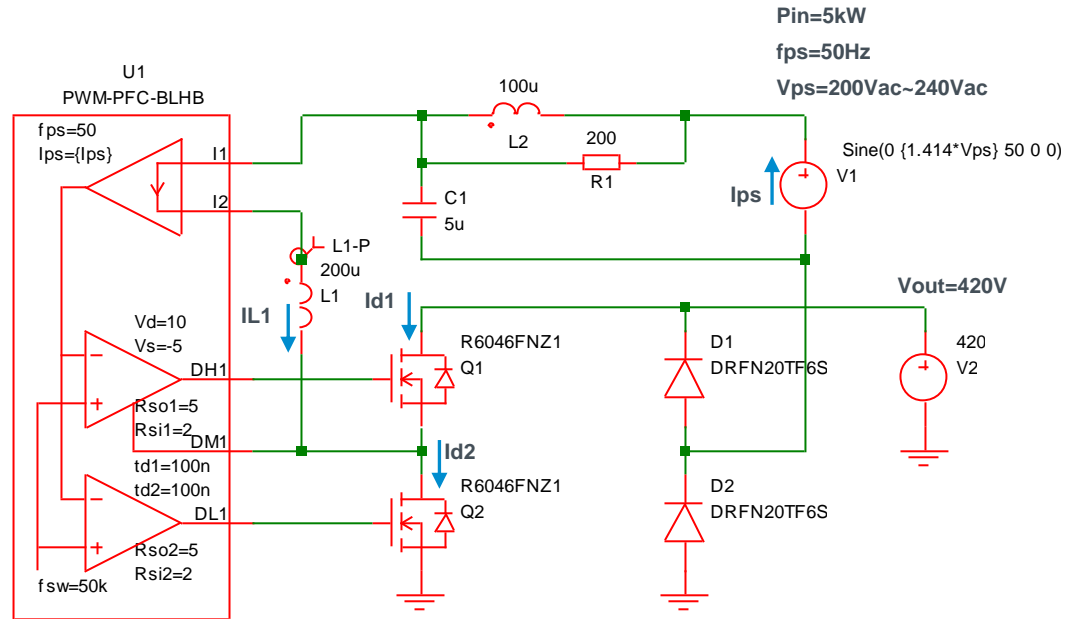 Pin=5kW
fps=50Hz
Vps=200Vac~240Vac
U1
PWM-PFC-BLHB
fps=50
Ips={Ips}
I1
I2
100u
L2
200
R1
C1
5u
Sine(0 {1.414*Vps} 50 0 0)
V1
Ips
L1-P
200u
L1
IL1
Id1
Vout=420V
Vd=10
Vs=-5
DH1
Rso1=5
Rsi1=2
DM1
R6046FNZ1
Q1
D1
DRFN20TF6S
420
V2
Id2
td1=100n
td2=100n
DL1
Rso2=5
Rsi2=2
fsw=50k
R6046FNZ1
Q2
D2
DRFN20TF6S